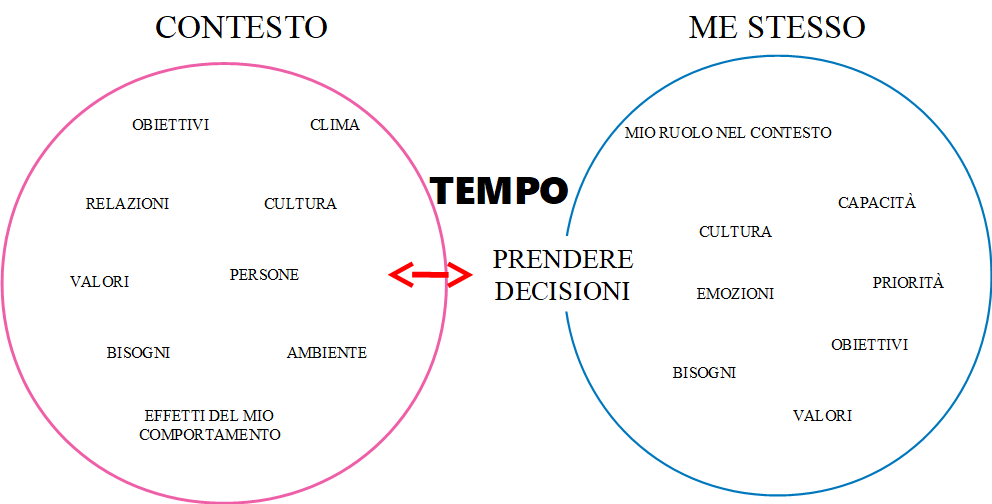 CONTESTO
ME STESSO
OBIETTIVI
CLIMA
RELAZIONI
CULTURA
VALORI
PERSONE
BISOGNI
AMBIENTE
EFFETTI DEL MIO
COMPORTAMENTO
TEMPO
PRENDERE
DECISIONI
MIO RUOLO NEL CONTESTO
CAPACITÀ
CULTURA
EMOZIONI
PRIORITÀ
OBIETTIVI
BISOGNI
VALORI